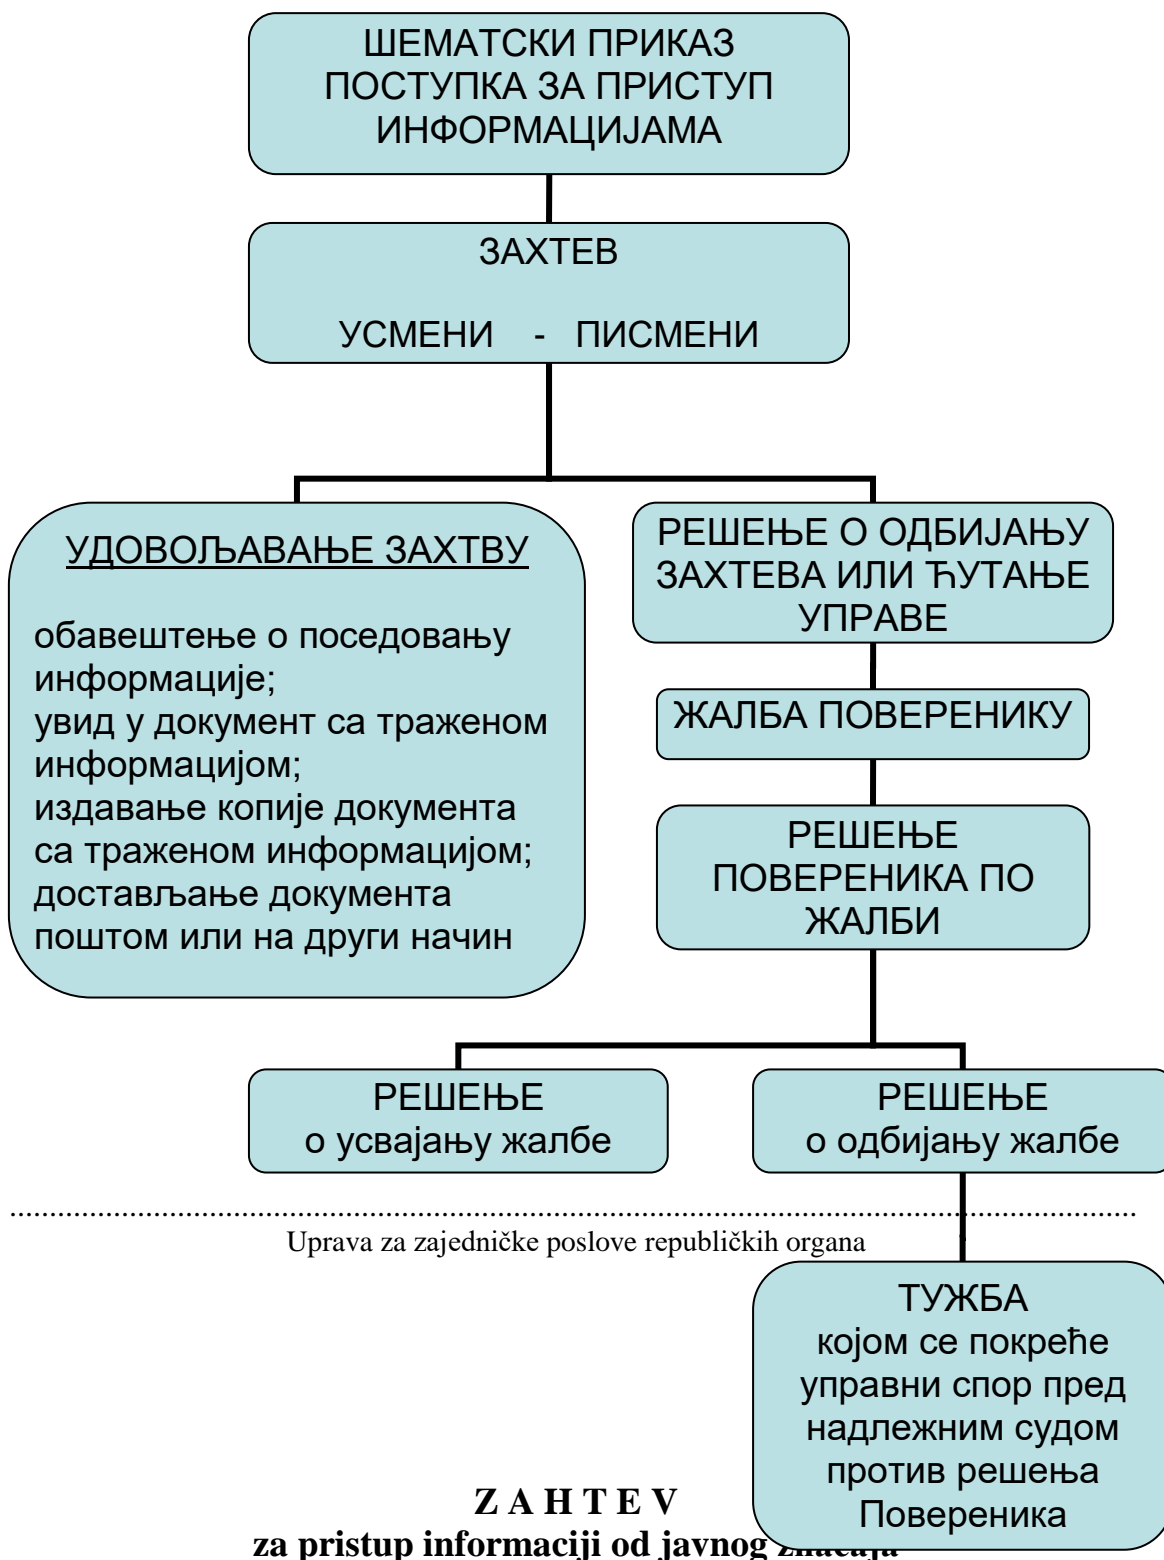 ШЕМАТСКИ ПРИКАЗ
ПОСТУПКА ЗА ПРИСТУП
ИНФОРМАЦИЈАМА
ЗАХТЕВ
УСМЕНИ - ПИСМЕНИ
УДОВОЉАВАЊЕ ЗАХТВУ
обавештење о поседовању
информације;
увид у документ са траженом
информацијом;
издавање копије документа
са траженом информацијом;
достављање документа
поштом или на други начин
РЕШЕЊЕ О ОДБИЈАЊУ
ЗАХТЕВА ИЛИ ЋУТАЊЕ
УПРАВЕ
ЖАЛБА ПОВЕРЕНИКУ
РЕШЕЊЕ
ПОВЕРЕНИКА ПО
ЖАЛБИ
РЕШЕЊЕ
о усвајању жалбе
РЕШЕЊЕ
о одбијању жалбе
Uprava za zajedničke poslove republičkih organa
ТУЖБА
којом се покреће
управни спор пред
надлежним судом
против решења
Повереника
Z A H T E V
za pristup informaciji od javnog značaja